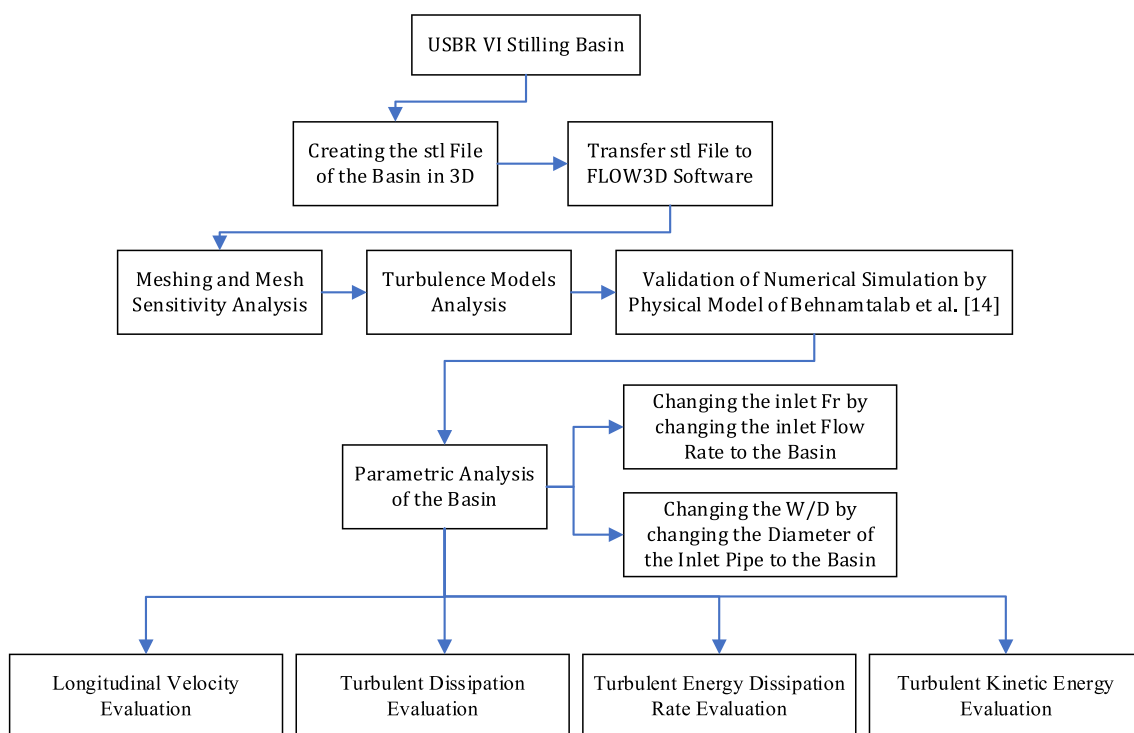 USBR VI Stilling Basin
Creating the stl File
of the Basin in 3D
Transfer stl File to
FLOW3D Software
Meshing and Mesh
Sensitivity Analysis
Turbulence Models
Analysis
Validation of Numerical Simulation by
Physical Model of Behnamtalab et al. [14]
Changing the inlet Fr by
changing the inlet Flow
Rate to the Basin
Parametric Analysis
of the Basin
Changing the W/D by
changing the Diameter of
the Inlet Pipe to the Basin
Longitudinal Velocity
Evaluation
Turbulent Dissipation
Evaluation
Turbulent Energy Dissipation
Rate Evaluation
Turbulent Kinetic Energy
Evaluation